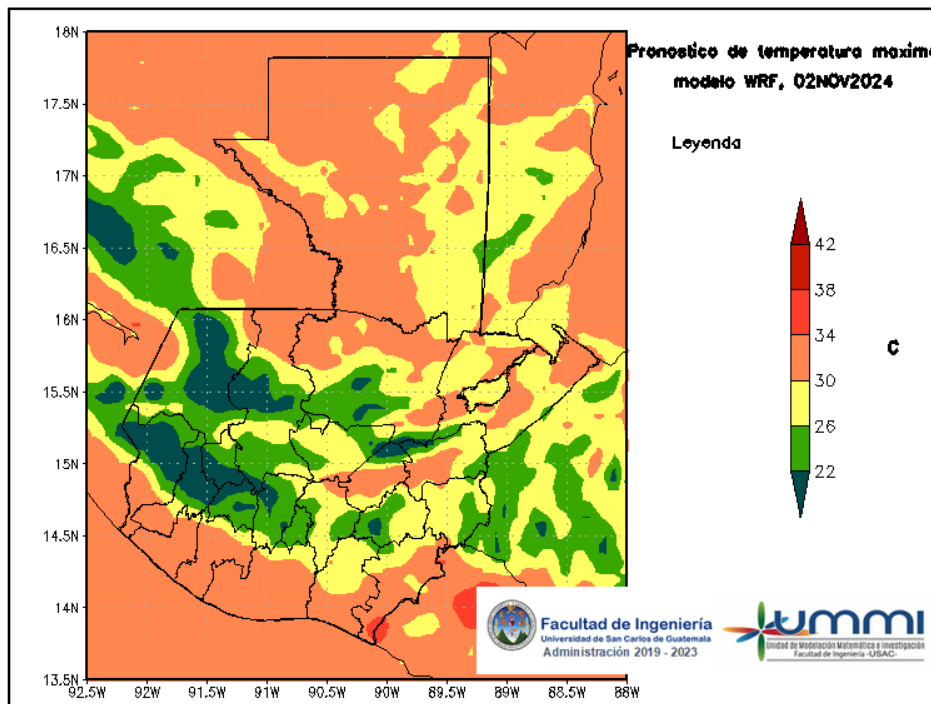 Pronostico de temperatura maxim
modelo WRF, 02NOV2024
Leyenda
42
38
34
30
26
22
C
18N
17.5N
17N
16.5N
16N
15.5N
15N
14.5N
14N
13.5N
92.5W 92W 91.5W 91W 90.5W 90W 89.5W 89W 88.5W 88W
Facultad de Ingeniería
Universidad de San Carlos de Guatemala
Administración 2019 - 2023
ummi
Unidad de Modelación Matemática e Investigación
Facultad de Ingeniería -USAC-